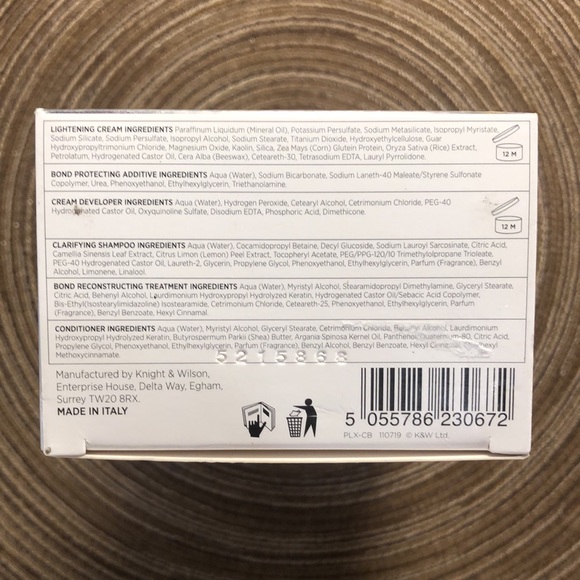 LIGHTENING CREAM INGREDIENTS Paraffinum Liquidum (Mineral Oil), Potassium Persulfate, Sodium Metasilicate, Isopropyl Myristate,
Sodium Silicate, Sodium Persulfate, Isopropyl Alcohol, Sodium Stearate, Titanium Dioxide, Hydroxyethylcellulose, Guar
Hydroxypropyltrimonium Chloride, Magnesium Oxide, Kaolin, Silica, Zea Mays (Corn) Glutein Protein, Oryza Sativa (Rice) Extract,
Petrolatum, Hydrogenated Castor Oil, Cera Alba (Beeswax), Ceteareth-30, Tetrasodium EDTA, Lauryl Pyrrolidone.
12 M
BOND PROTECTING ADDITIVE INGREDIENTS Aqua (Water), Sodium Bicarbonate, Sodium Laneth-40 Maleate/Styrene Sulfonate
Copolymer, Urea, Phenoxyethanol, Ethylhexylglycerin, Triethanolamine.
CREAM DEVELOPER INGREDIENTS Aqua (Water), Hydrogen Peroxide, Cetearyl Alcohol, Cetrimonium Chloride, PEG-40
Hydrogenated Castor Oil, Oxyquinoline Sulfate, Disodium EDTA, Phosphoric Acid, Dimethicone.
12 M
CLARIFYING SHAMPOO INGREDIENTS Aqua (Water), Cocamidopropyl Betaine, Decyl Glucoside, Sodium Lauroyl Sarcosinate, Citric Acid,
Camellia Sinensis Leaf Extract, Citrus Limon (Lemon) Peel Extract, Tocopheryl Acetate, PEG/PPG-120/10 Trimethylolpropane Trioleate,
PEG-40 Hydrogenated Castor Oil, Laureth-2, Glycerin, Propylene Glycol, Phenoxyethanol, Ethylhexylglycerin, Parfum (Fragrance), Benzyl
Alcohol, Limonene, Linalool.
BOND RECONSTRUCTING TREATMENT INGREDIENTS Aqua (Water), Myristyl Alcohol, Stearamidopropyl Dimethylamine, Glyceryl Stearate,
Citric Acid, Behenyl Alcohol, Laurdimonium Hydroxypropyl Hydrolyzed Keratin, Hydrogenated Castor Oil/Sebacic Acid Copolymer,
Bis-Ethyl(Isostearylimidazoline) Isostearamide, Cetrimonium Chloride, Ceteareth-25, Phenoxyethanol, Ethylhexylglycerin, Parfum
(Fragrance), Benzyl Benzoate, Hexyl Cinnamal.
CONDITIONER INGREDIENTS Aqua (Water), Myristyl Alcohol, Glyceryl Stearate, Cetrimonium Chloride, Behenyl Alcohol, Laurdimonium
Hydroxypropyl Hydrolyzed Keratin, Butyrospermum Parkii (Shea) Butter, Argania Spinosa Kernel Oil, Panthenol, Quaternium-80, Citric Acid,
Propylene Glycol, Phenoxyethanol, Ethylhexylglycerin, Parfum (Fragrance), Benzyl Alcohol, Benzyl Benzoate, Hexyl Cinnamal, Ethylhexyl
Methoxycinnamate.
5215868
Manufactured by Knight & Wilson,
Enterprise House, Delta Way, Egham,
Surrey TW20 8RX.
MADE IN ITALY
5 055786 230672
PLX-CB 110719 © K&W Ltd.